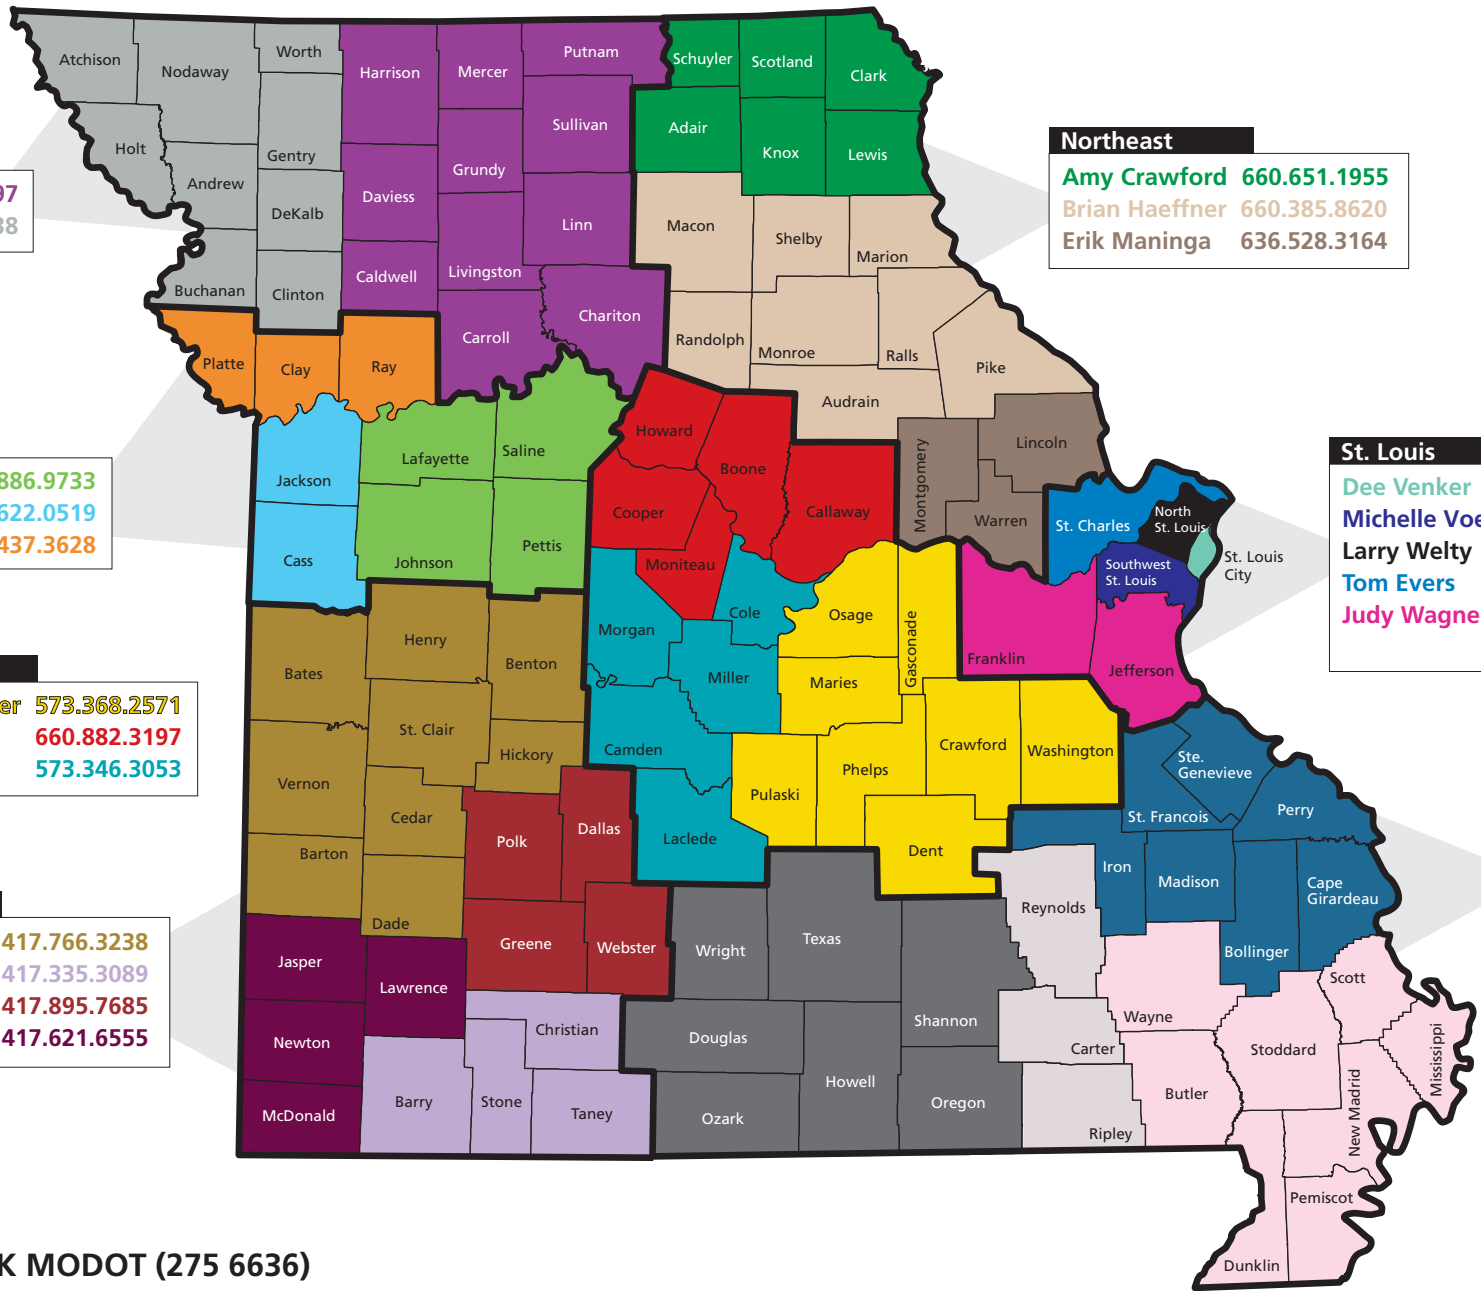 Atchison
Nodaway
Worth
Harrison
Mercer
Putnam
Schuyler
Scotland
Clark
Holt
Gentry
Sullivan
Adair
Knox
Lewis
Andrew
DeKalb
Daviess
Grundy
Linn
Macon
Shelby
Marion
Buchanan
Clinton
Caldwell
Livingston
Chariton
Carroll
Randolph
Monroe
Ralls
Pike
Platte
Clay
Ray
Audrain
Howard
Boone
Callaway
Montgomery
Lincoln
Warren
Jackson
Lafayette
Saline
Cooper
Cass
Johnson
Pettis
Moniteau
St. Charles
North
St. Louis
Southwest
St. Louis
St. Louis
City
Morgan
Cole
Osage
Gasconade
Franklin
Jefferson
Bates
Henry
Benton
Miller
Maries
St. Clair
Hickory
Camden
Crawford
Washington
Phelps
Pulaski
Vernon
Cedar
Polk
Dallas
Laclede
Dent
Ste.
Genevieve
St. Francois
Perry
Barton
Dade
Greene
Webster
Wright
Texas
Reynolds
Iron
Madison
Cape
Girardeau
Bollinger
Jasper
Lawrence
Christian
Shannon
Wayne
Scott
Newton
Douglas
Howell
Carter
Stoddard
Mississippi
McDonald
Barry
Stone
Taney
Ozark
Oregon
Ripley
Butler
New Madrid
Pemiscot
Dunklin
97
38
Northeast
Amy Crawford 660.651.1955
Brian Haeffner 660.385.8620
Erik Maninga 636.528.3164
886.9733
622.0519
437.3628
St. Louis
Dee Venker
Michelle Voe
Larry Welty
Tom Evers
Judy Wagne
er 573.368.2571
660.882.3197
573.346.3053
417.766.3238
417.335.3089
417.895.7685
417.621.6555
K MODOT (275 6636)